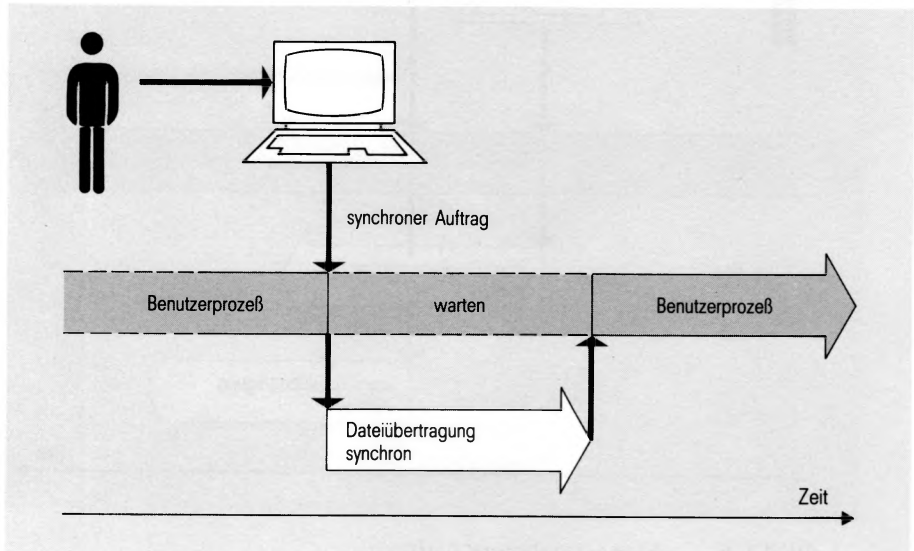 synchroner Auftrag
Benutzerprozeß
warten
Benutzerprozeß
Dateiübertragung
synchron
Zeit